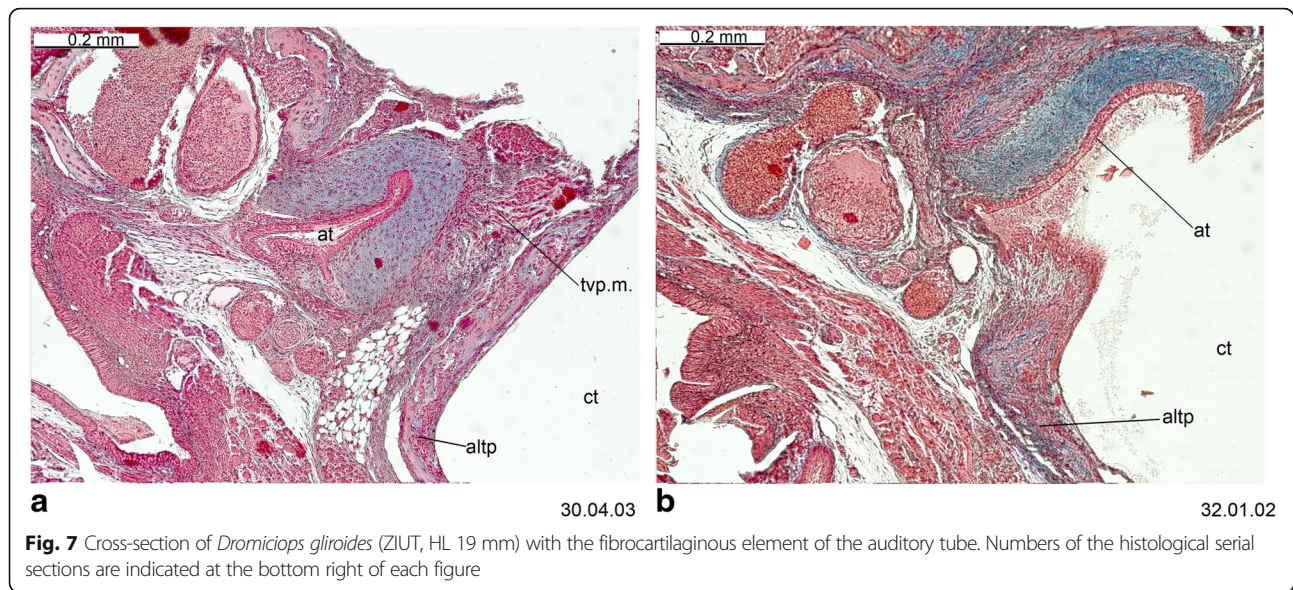 0.2 mm
at
tvp.m.
ct
altp
a
30.04.03
0.2 mm
at
ct
altp
b
32.01.02
Fig. 7 Cross-section of Dromiciops gliroides (ZIUT, HL 19 mm) with the fibrocartilaginous element of the auditory tube. Numbers of the histological serial
sections are indicated at the bottom right of each figure